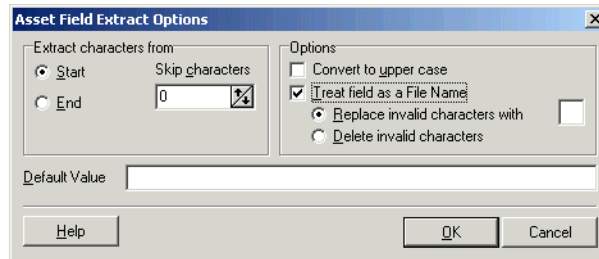 Asset Field Extract Options
Extract characters from
Start
Skip characters
0
End
Options
Convert to upper case
Treat field as a File Name
Replace invalid characters with
Delete invalid characters
Default Value
Help
OK
Cancel